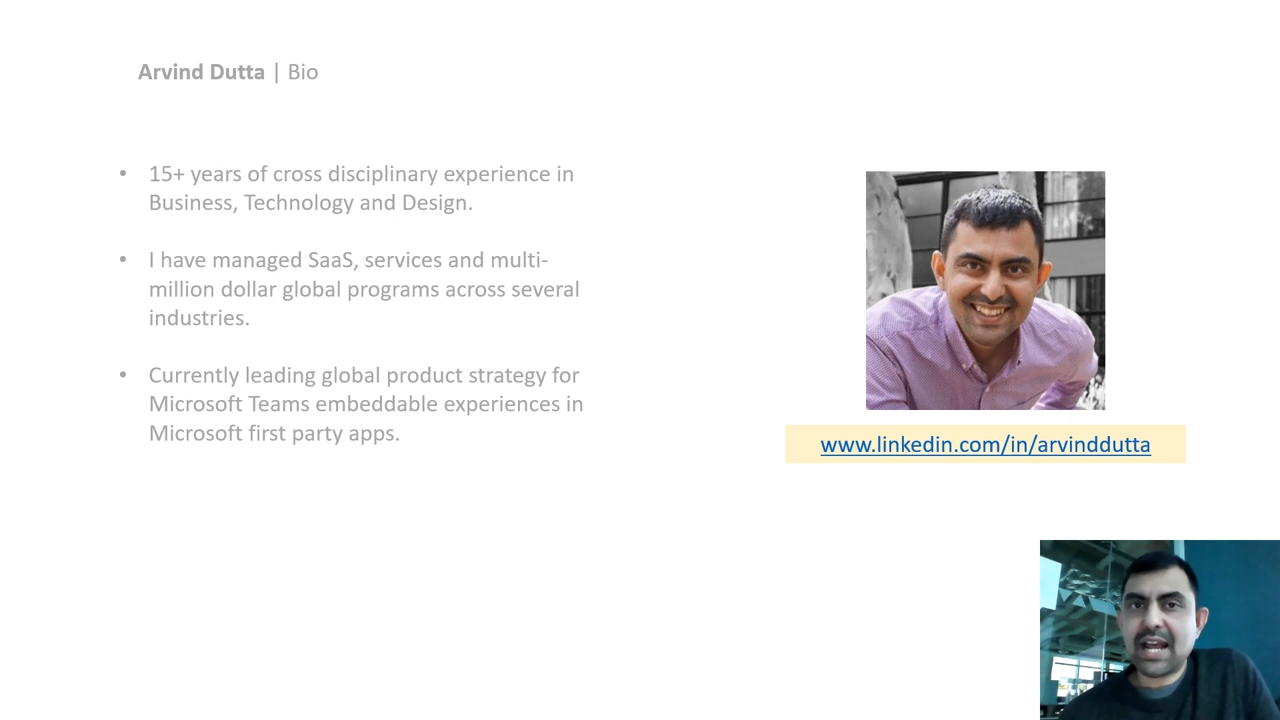 Arvind Dutta | Bio
• 15+ years of cross disciplinary experience in
Business, Technology and Design.
• I have managed SaaS, services and multi-
million dollar global programs across several
industries.
• Currently leading global product strategy for
Microsoft Teams embeddable experiences in
Microsoft first party apps.
www.linkedin.com/in/arvinddutta